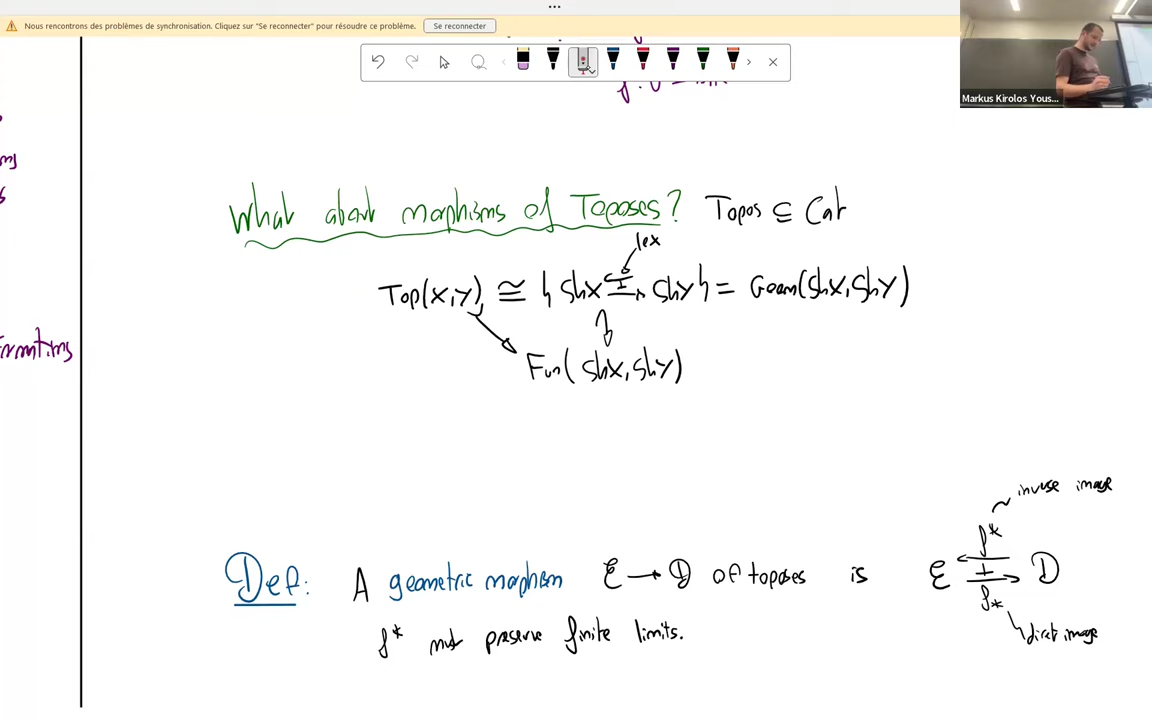 Nous rencontrons des problèmes de synchronisation. Cliquez sur "Se reconnecter" pour résoudre ce problème. Se reconnecter
Markus Kirolos Yous...
What about morphisms of Toposes? Topos ⊆ Cat
lex
Top(X,Y) ≅ { ShX ⊥ ShY } = Geom(ShX, ShY)
Fun( ShX, ShY)
inverse image
f*
Def: A geometric morphism E → D of toposes is E ⊥ D
f*
f* must preserve finite limits.
direct image